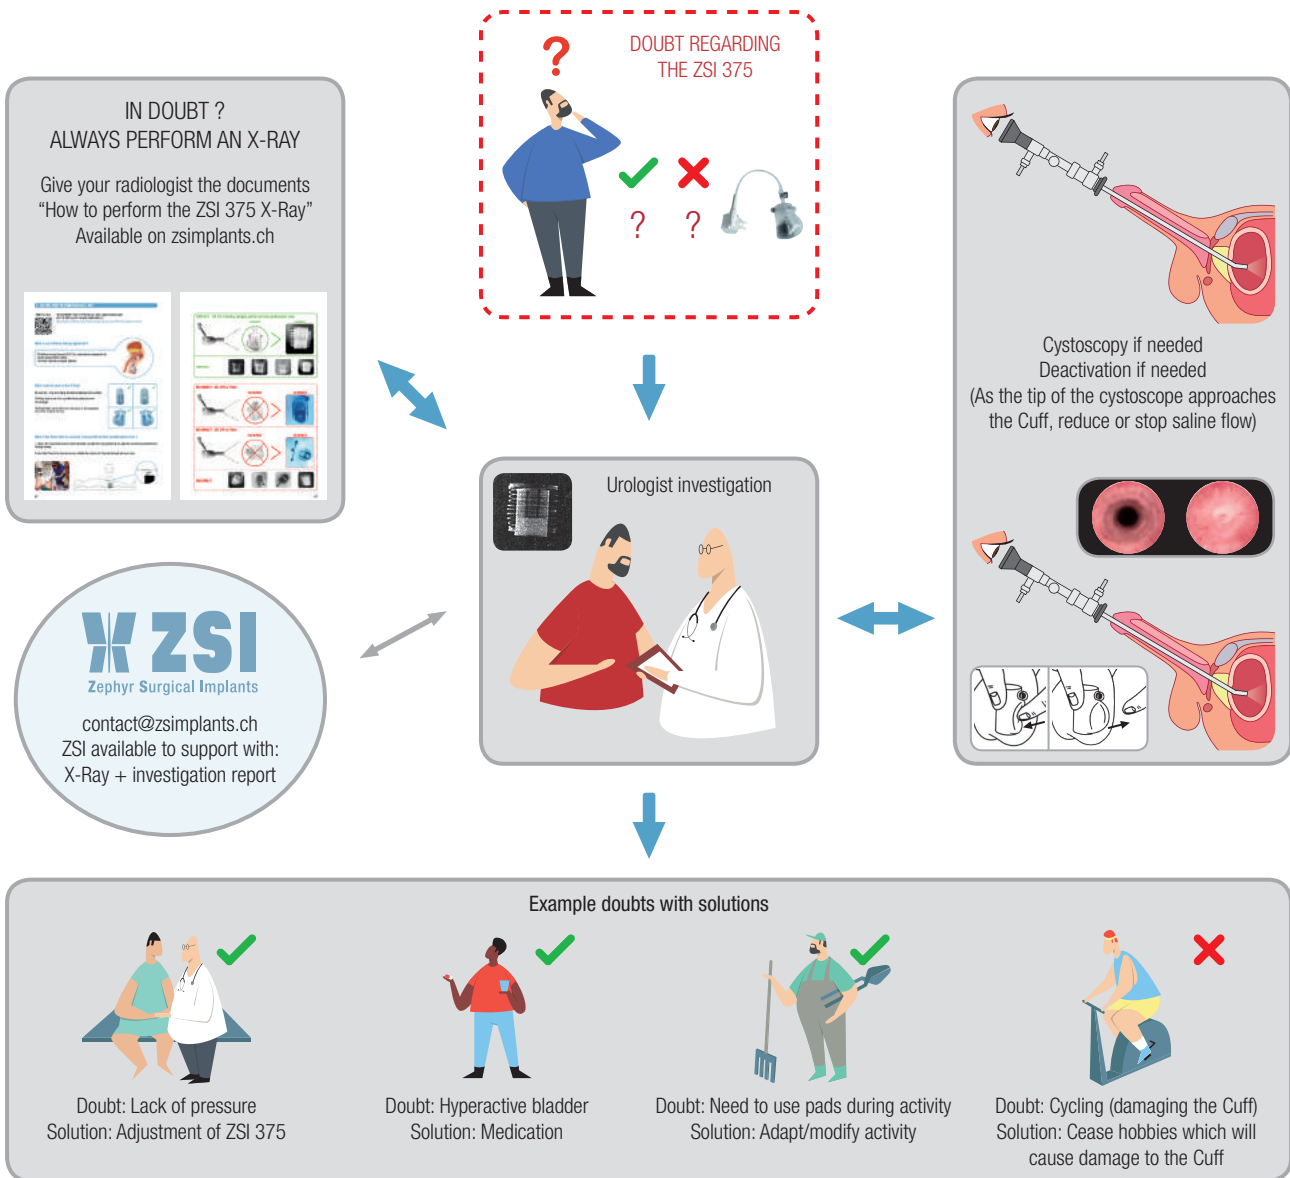 DOUBT REGARDING
THE ZSI 375
?
?
?
IN DOUBT ?
ALWAYS PERFORM AN X-RAY
Give your radiologist the documents
“How to perform the ZSI 375 X-Ray”
Available on zsimplants.ch
Cystoscopy if needed
Deactivation if needed
(As the tip of the cystoscope approaches
the Cuff, reduce or stop saline flow)
Urologist investigation
ZSI
Zephyr Surgical Implants
contact@zsimplants.ch
ZSI available to support with:
X-Ray + investigation report
Example doubts with solutions
Doubt: Lack of pressure
Solution: Adjustment of ZSI 375
Doubt: Hyperactive bladder
Solution: Medication
Doubt: Need to use pads during activity
Solution: Adapt/modify activity
Doubt: Cycling (damaging the Cuff)
Solution: Cease hobbies which will
cause damage to the Cuff